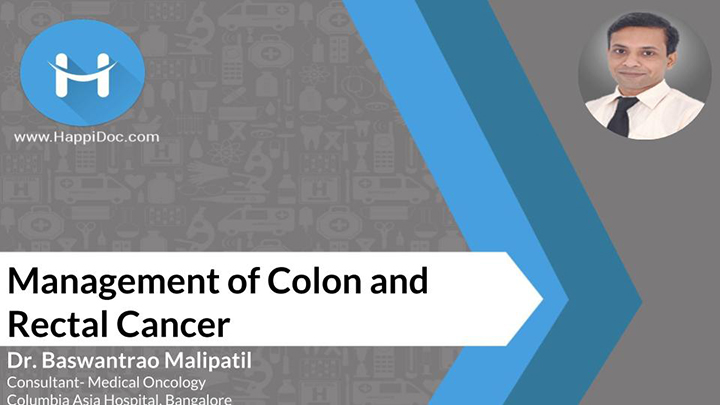 H
www.HappiDoc.com
Management of Colon and
Rectal Cancer
Dr. Baswantrao Malipatil
Consultant- Medical Oncology
Columbia Asia Hospital, Bangalore